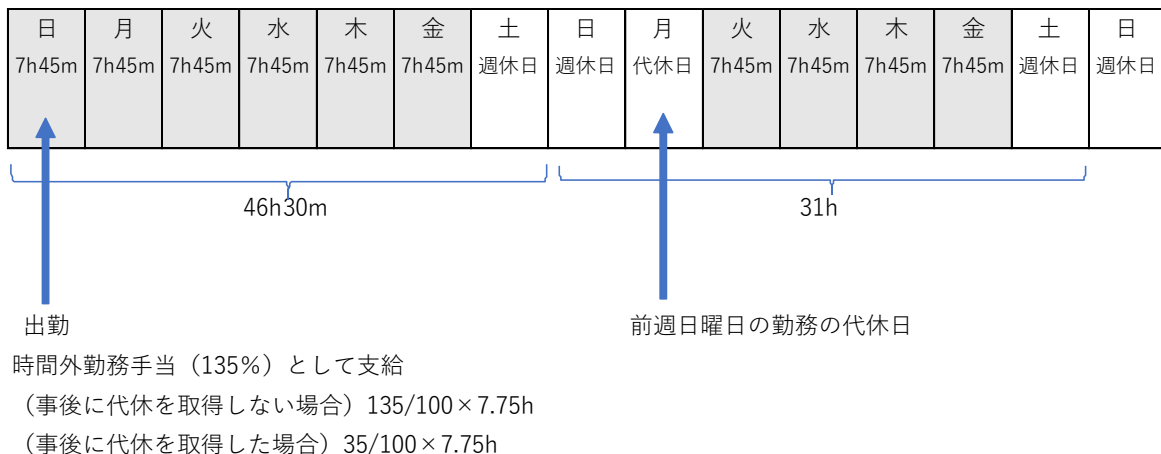 日 月 火 水 木 金 土 日 月 火 水 木 金 土 日
7h45m 7h45m 7h45m 7h45m 7h45m 7h45m 週休日 週休日 代休日 7h45m 7h45m 7h45m 7h45m 週休日 週休日
46h30m 31h
出勤 前週日曜日の勤務の代休日
時間外勤務手当（135%）として支給
（事後に代休を取得しない場合）135/100×7.75h
（事後に代休を取得した場合）35/100×7.75h